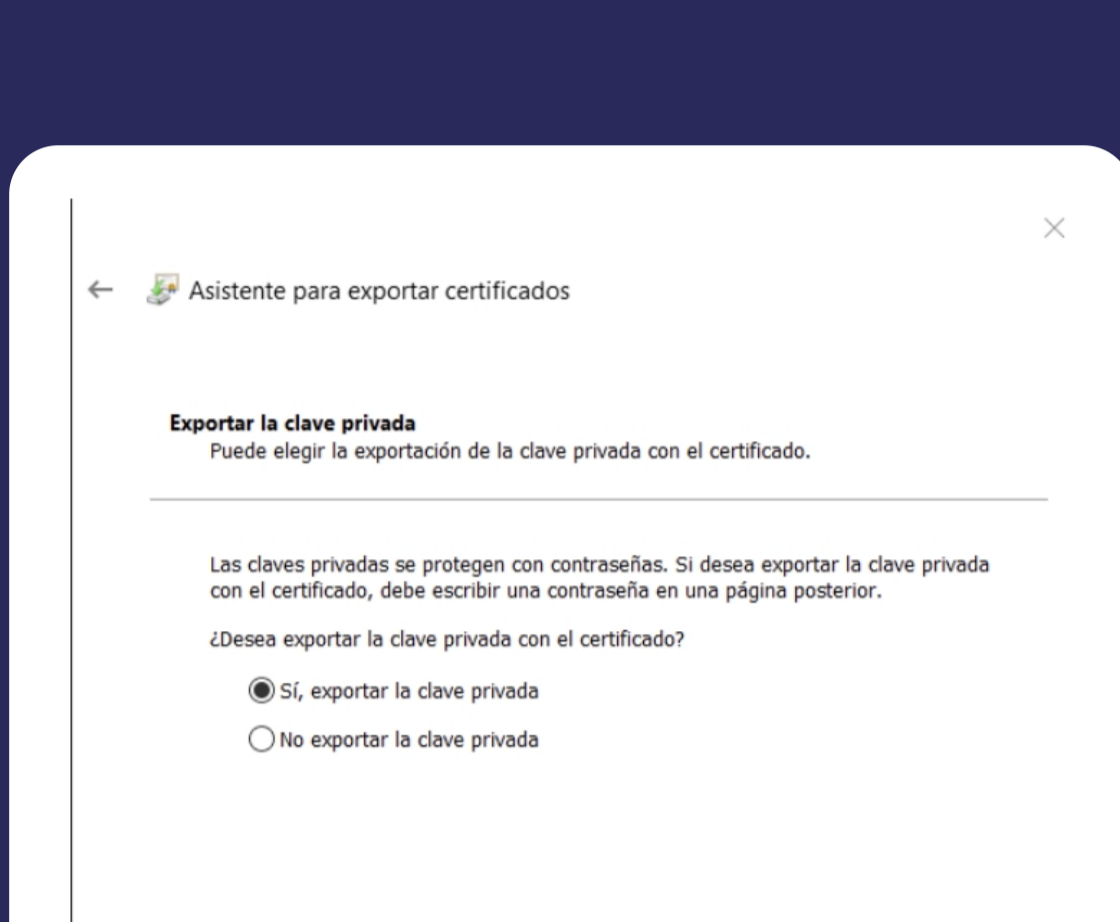 Asistente para exportar certificados
Exportar la clave privada
Puede elegir la exportación de la clave privada con el certificado.
Las claves privadas se protegen con contraseñas. Si desea exportar la clave privada
con el certificado, debe escribir una contraseña en una página posterior.
¿Desea exportar la clave privada con el certificado?
Sí, exportar la clave privada
No exportar la clave privada